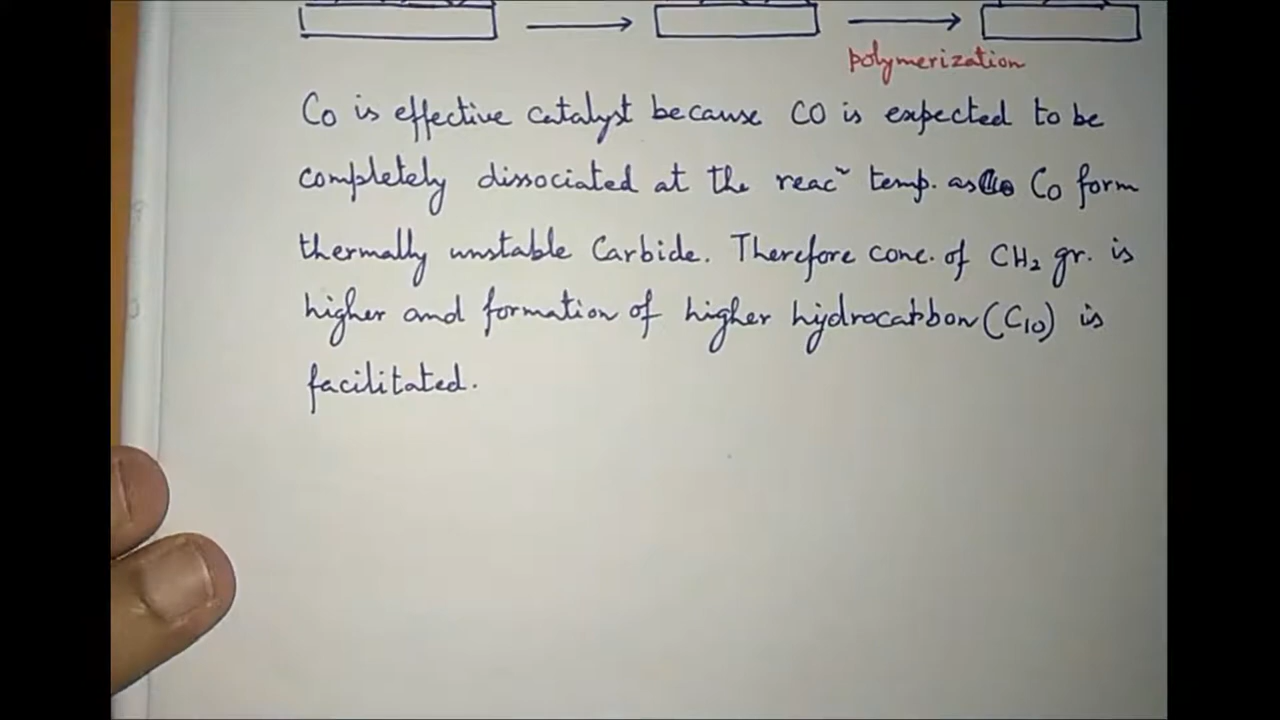 polymerization
Co is effective catalyst because CO is expected to be
completely dissociated at the reac~ temp. as Co form
thermally unstable Carbide. Therefore conc. of CH₂ gr. is
higher and formation of higher hydrocarbon (C₁₀) is
facilitated.